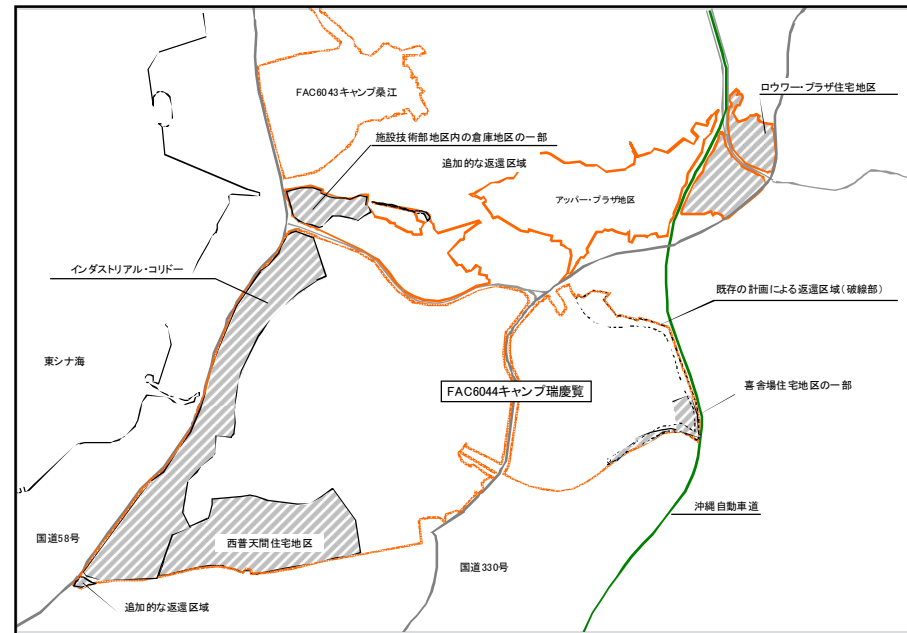 ロウワー・プラザ住宅地区
FAC6043キャンプ桑江
施設技術部地区内の倉庫地区の一部
追加的な返還区域
アッパー・プラザ地区
インダストリアル・コリドー
既存の計画による返還区域（破線部）
東シナ海
FAC6044キャンプ瑞慶覧
喜舎場住宅地区の一部
沖縄自動車道
国道58号
西普天間住宅地区
国道330号
追加的な返還区域